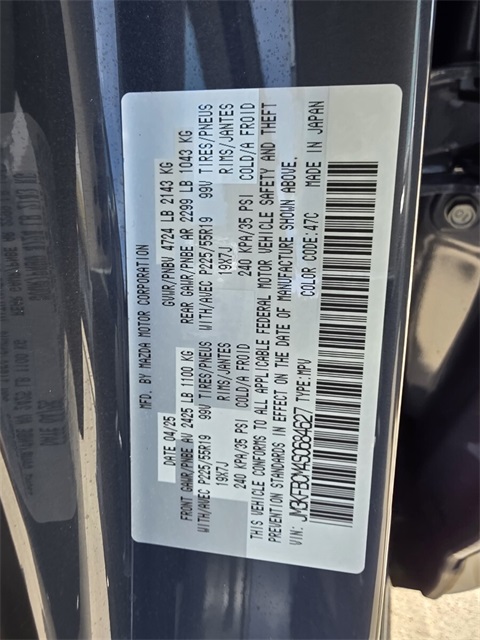 MFD. BY MAZDA MOTOR CORPORATION
DATE 04/25 GVWR/PNBV 4724 LB 2143 KG
FRONT GAWR/PNBE AV 2425 LB 1100 KG REAR GAWR/PNBE AR 2299 LB 1043 KG
WITH/AVEC P225/55R19 99V TIRES/PNEUS WITH/AVEC P225/55R19 99V TIRES/PNEUS
19X7J RIMS/JANTES 19X7J RIMS/JANTES
240 KPA/35 PSI COLD/A FROID 240 KPA/35 PSI COLD/A FROID
THIS VEHICLE CONFORMS TO ALL APPLICABLE FEDERAL MOTOR VEHICLE SAFETY AND THEFT
PREVENTION STANDARDS IN EFFECT ON THE DATE OF MANUFACTURE SHOWN ABOVE.
VIN: JM3KFBCM4S0684627 TYPE:MPV COLOR CODE:47C MADE IN JAPAN